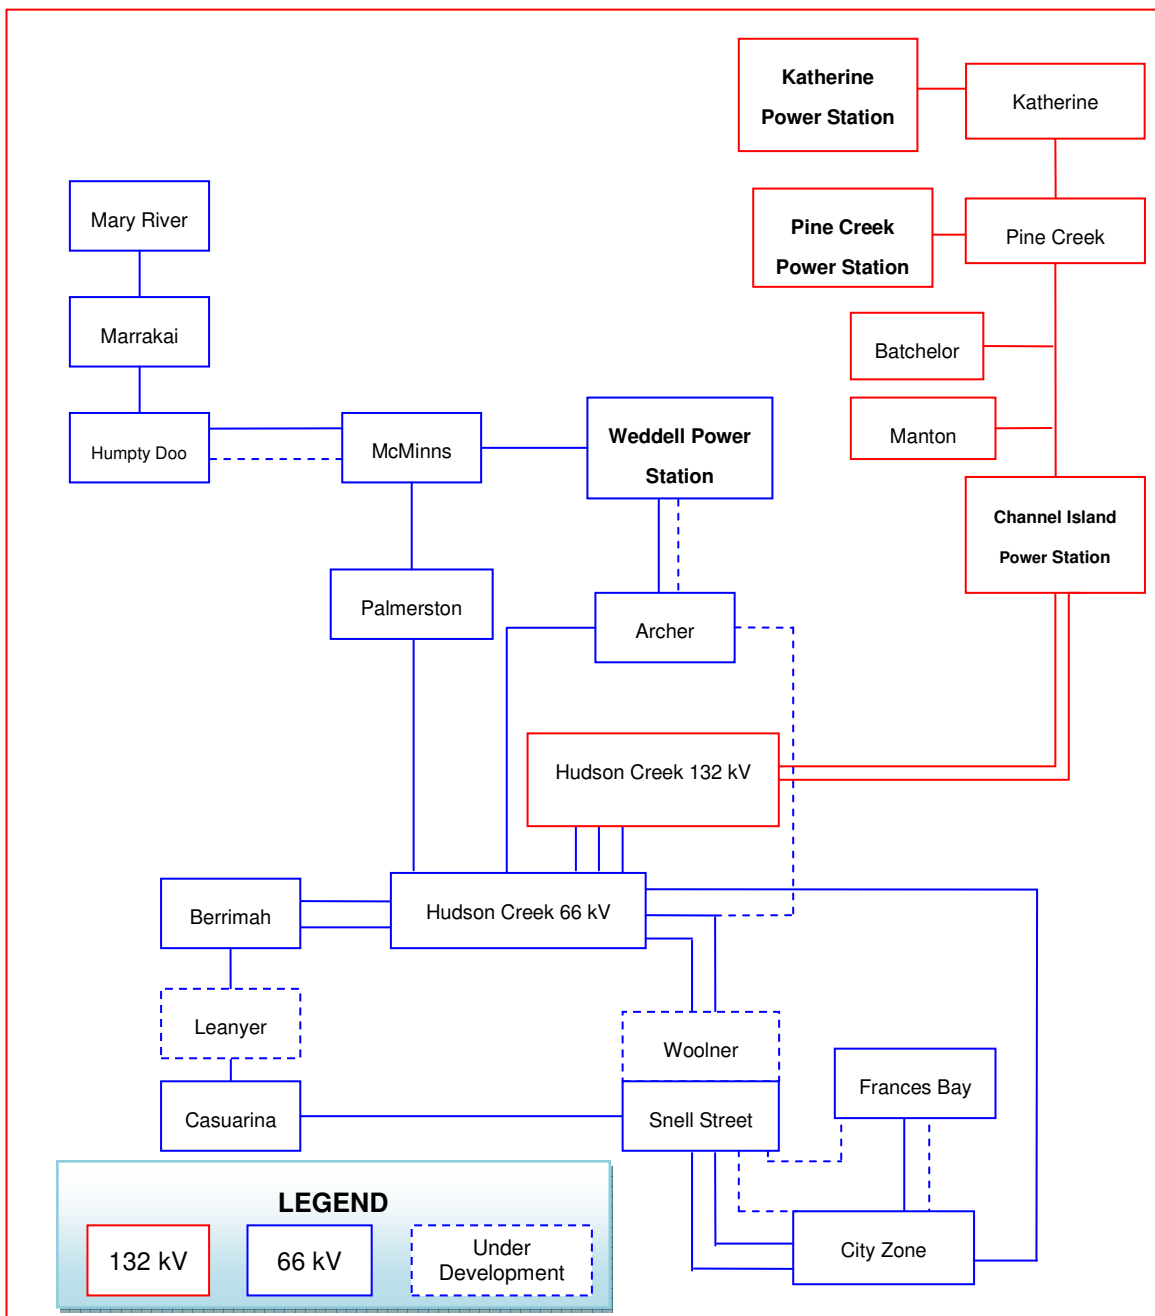 Katherine
Power Station
Katherine
Mary River
Pine Creek
Power Station
Pine Creek
Marrakai
Batchelor
Humpty Doo
McMinns
Weddell Power
Station
Manton
Channel Island
Power Station
Palmerston
Archer
Hudson Creek 132 kV
Berrimah
Hudson Creek 66 kV
Leanyer
Woolner
Frances Bay
Casuarina
Snell Street
City Zone
LEGEND
132 kV
66 kV
Under
Development